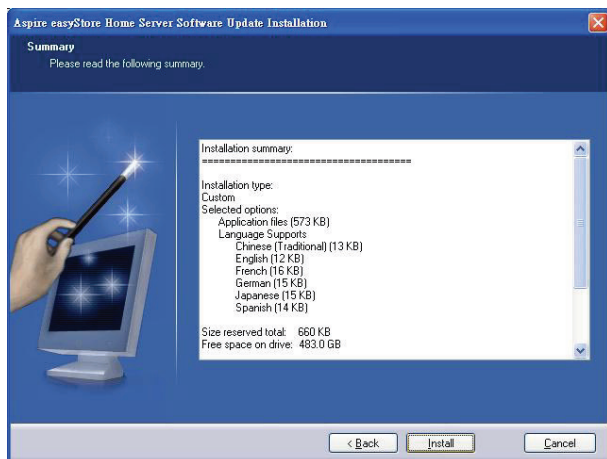 Aspire easyStore Home Server Software Update Installation
Summary
Please read the following summary.
Installation summary:
=====================================
Installation type:
Custom
Selected options:
Application files (573 KB)
Language Supports
Chinese (Traditional) (13 KB)
English (12 KB)
French (16 KB)
German (15 KB)
Japanese (15 KB)
Spanish (14 KB)
Size reserved total: 660 KB
Free space on drive: 483.0 GB
< Back
Install
Cancel